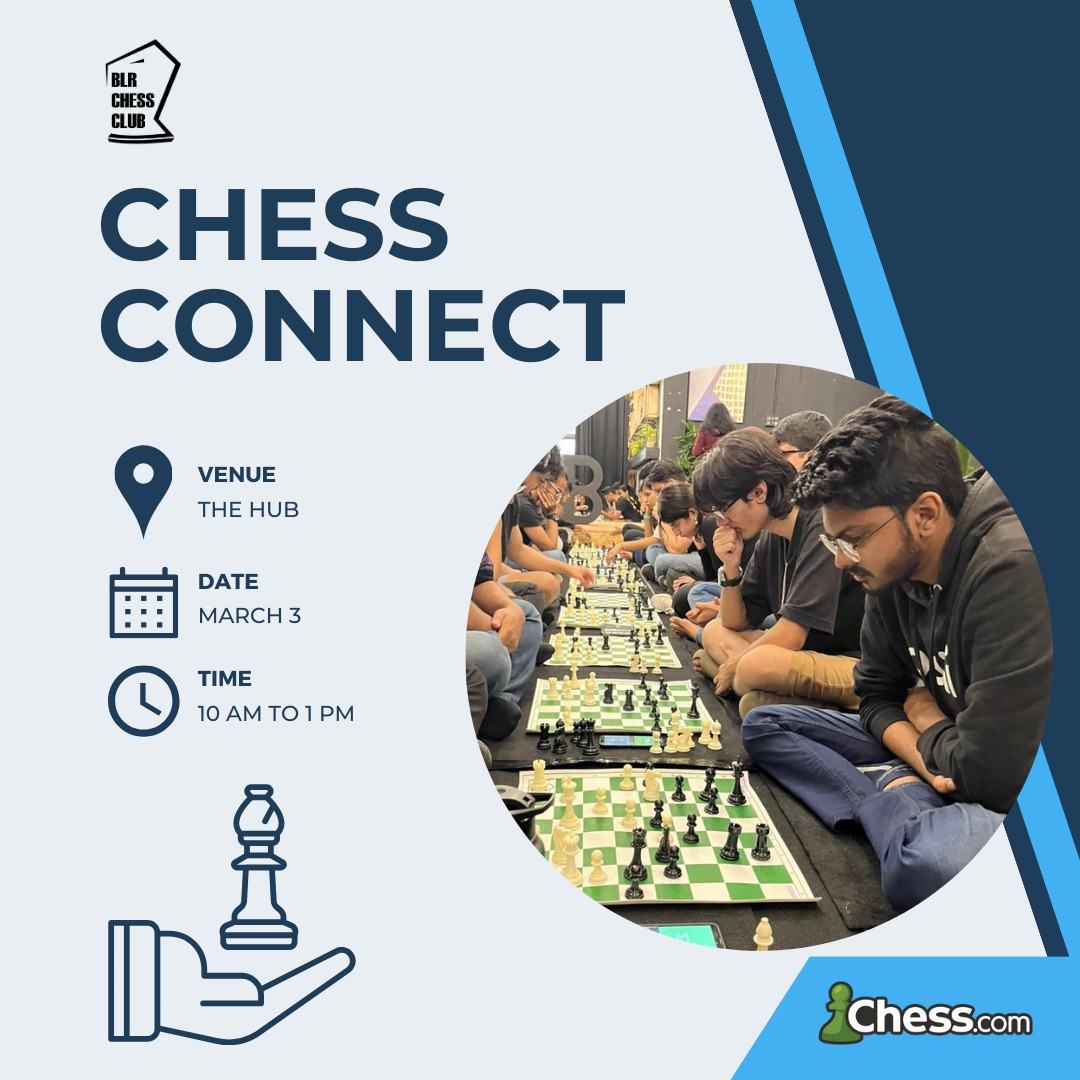 BLR
CHESS
CLUB
CHESS
CONNECT
VENUE
THE HUB
DATE
MARCH 3
TIME
10 AM TO 1 PM
Chess.com